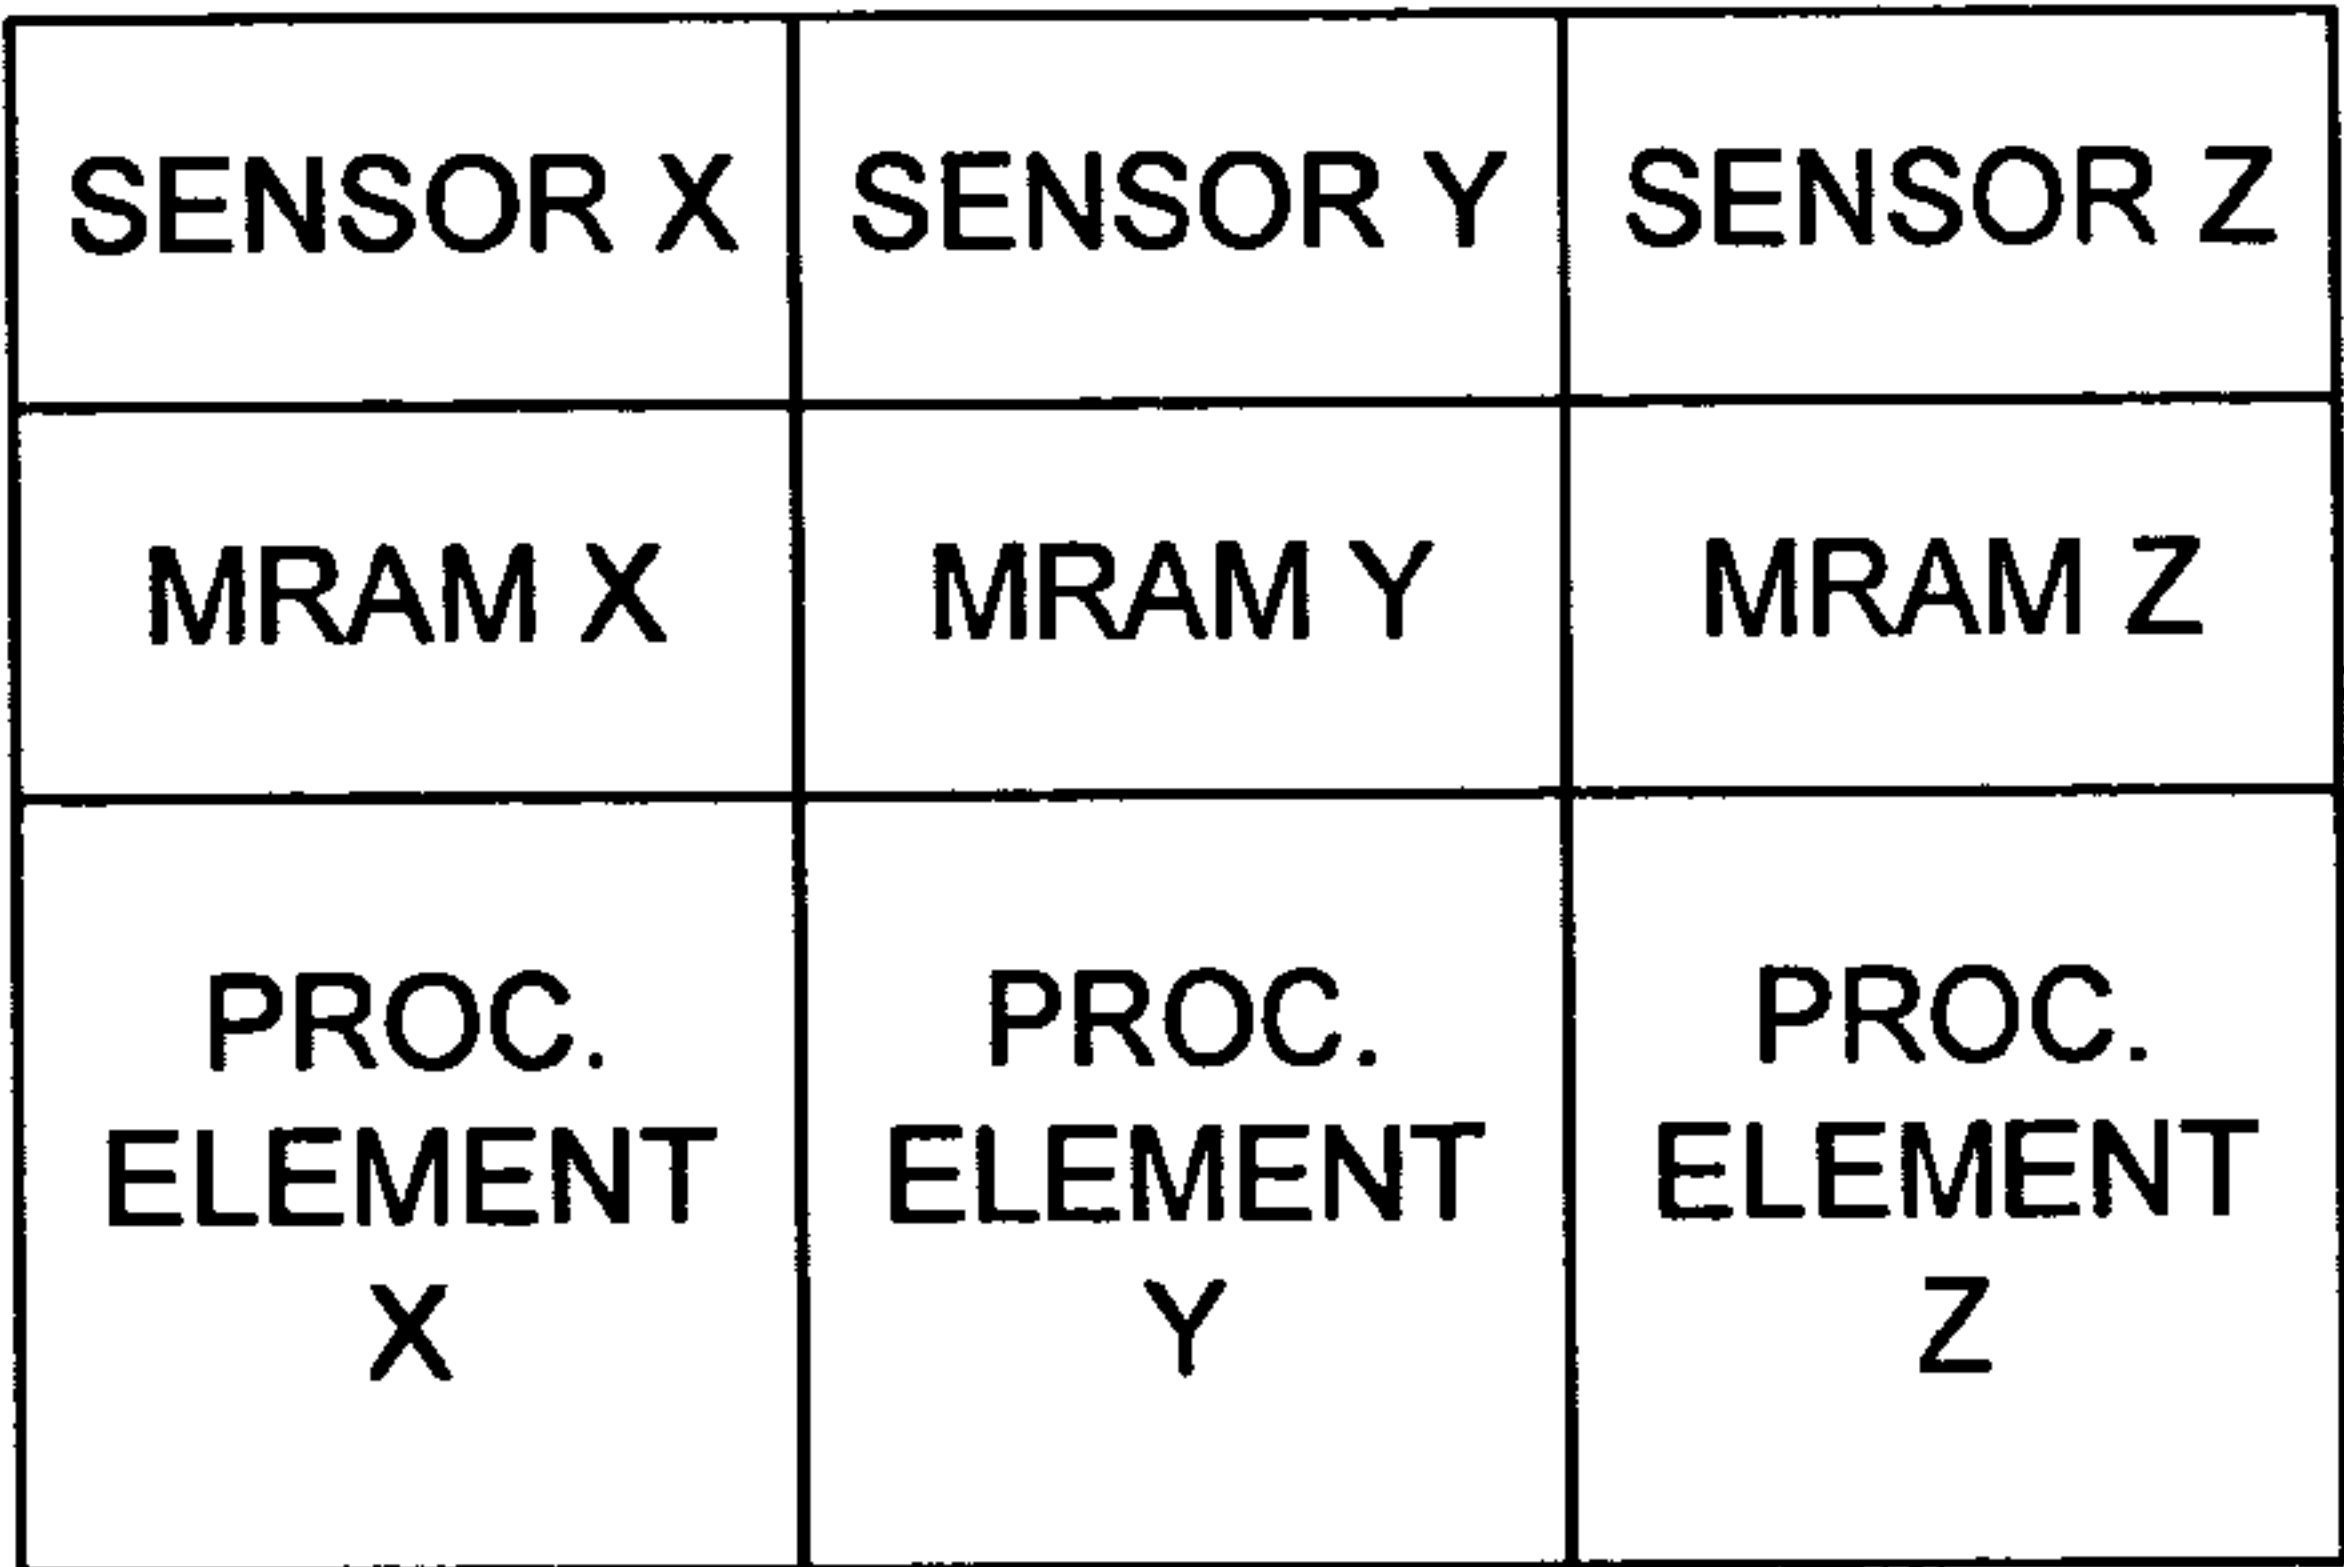 SENSOR X SENSOR Y SENSOR Z
MRAM X MRAM Y MRAM Z
PROC. ELEMENT X
PROC. ELEMENT Y
PROC. ELEMENT Z